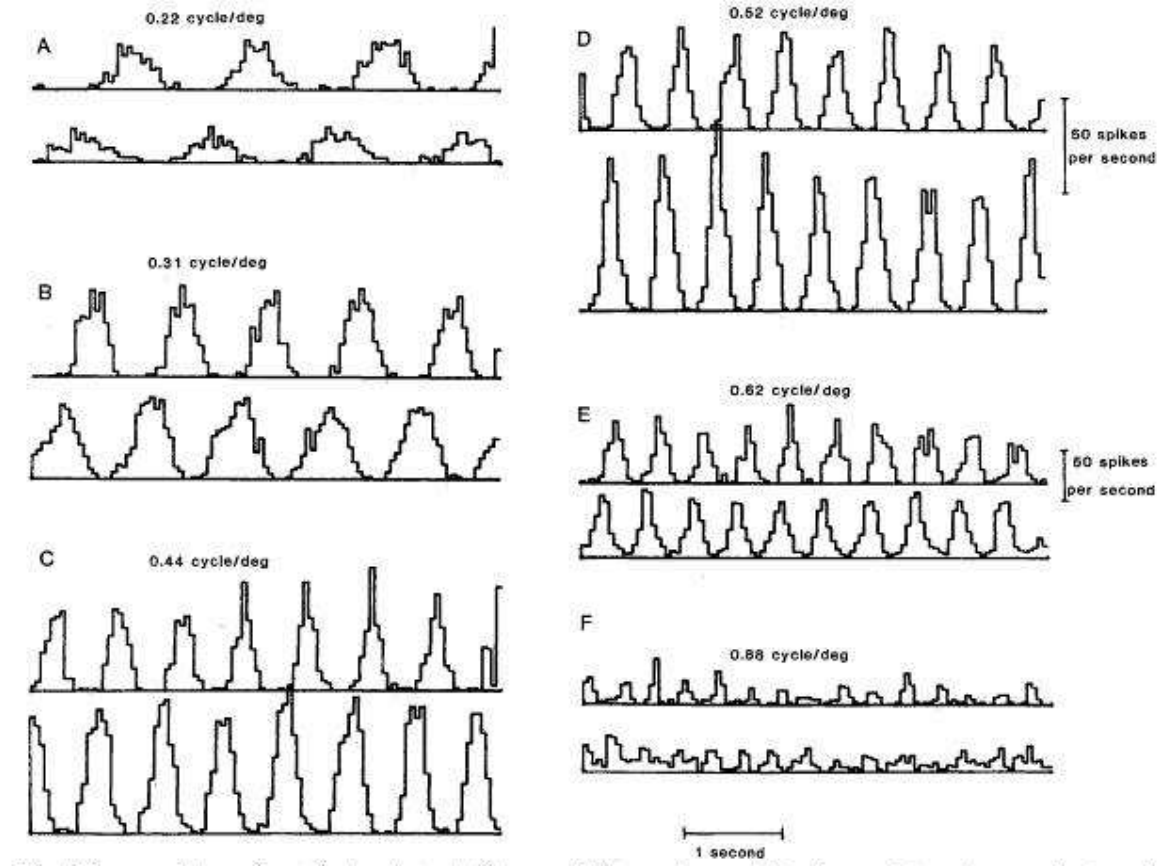 0.22 cycle/deg
A
0.31 cycle/deg
B
0.44 cycle/deg
C
0.52 cycle/deg
D
50 spikes
per second
0.62 cycle/deg
E
50 spikes
per second
F
0.88 cycle/deg
1 second